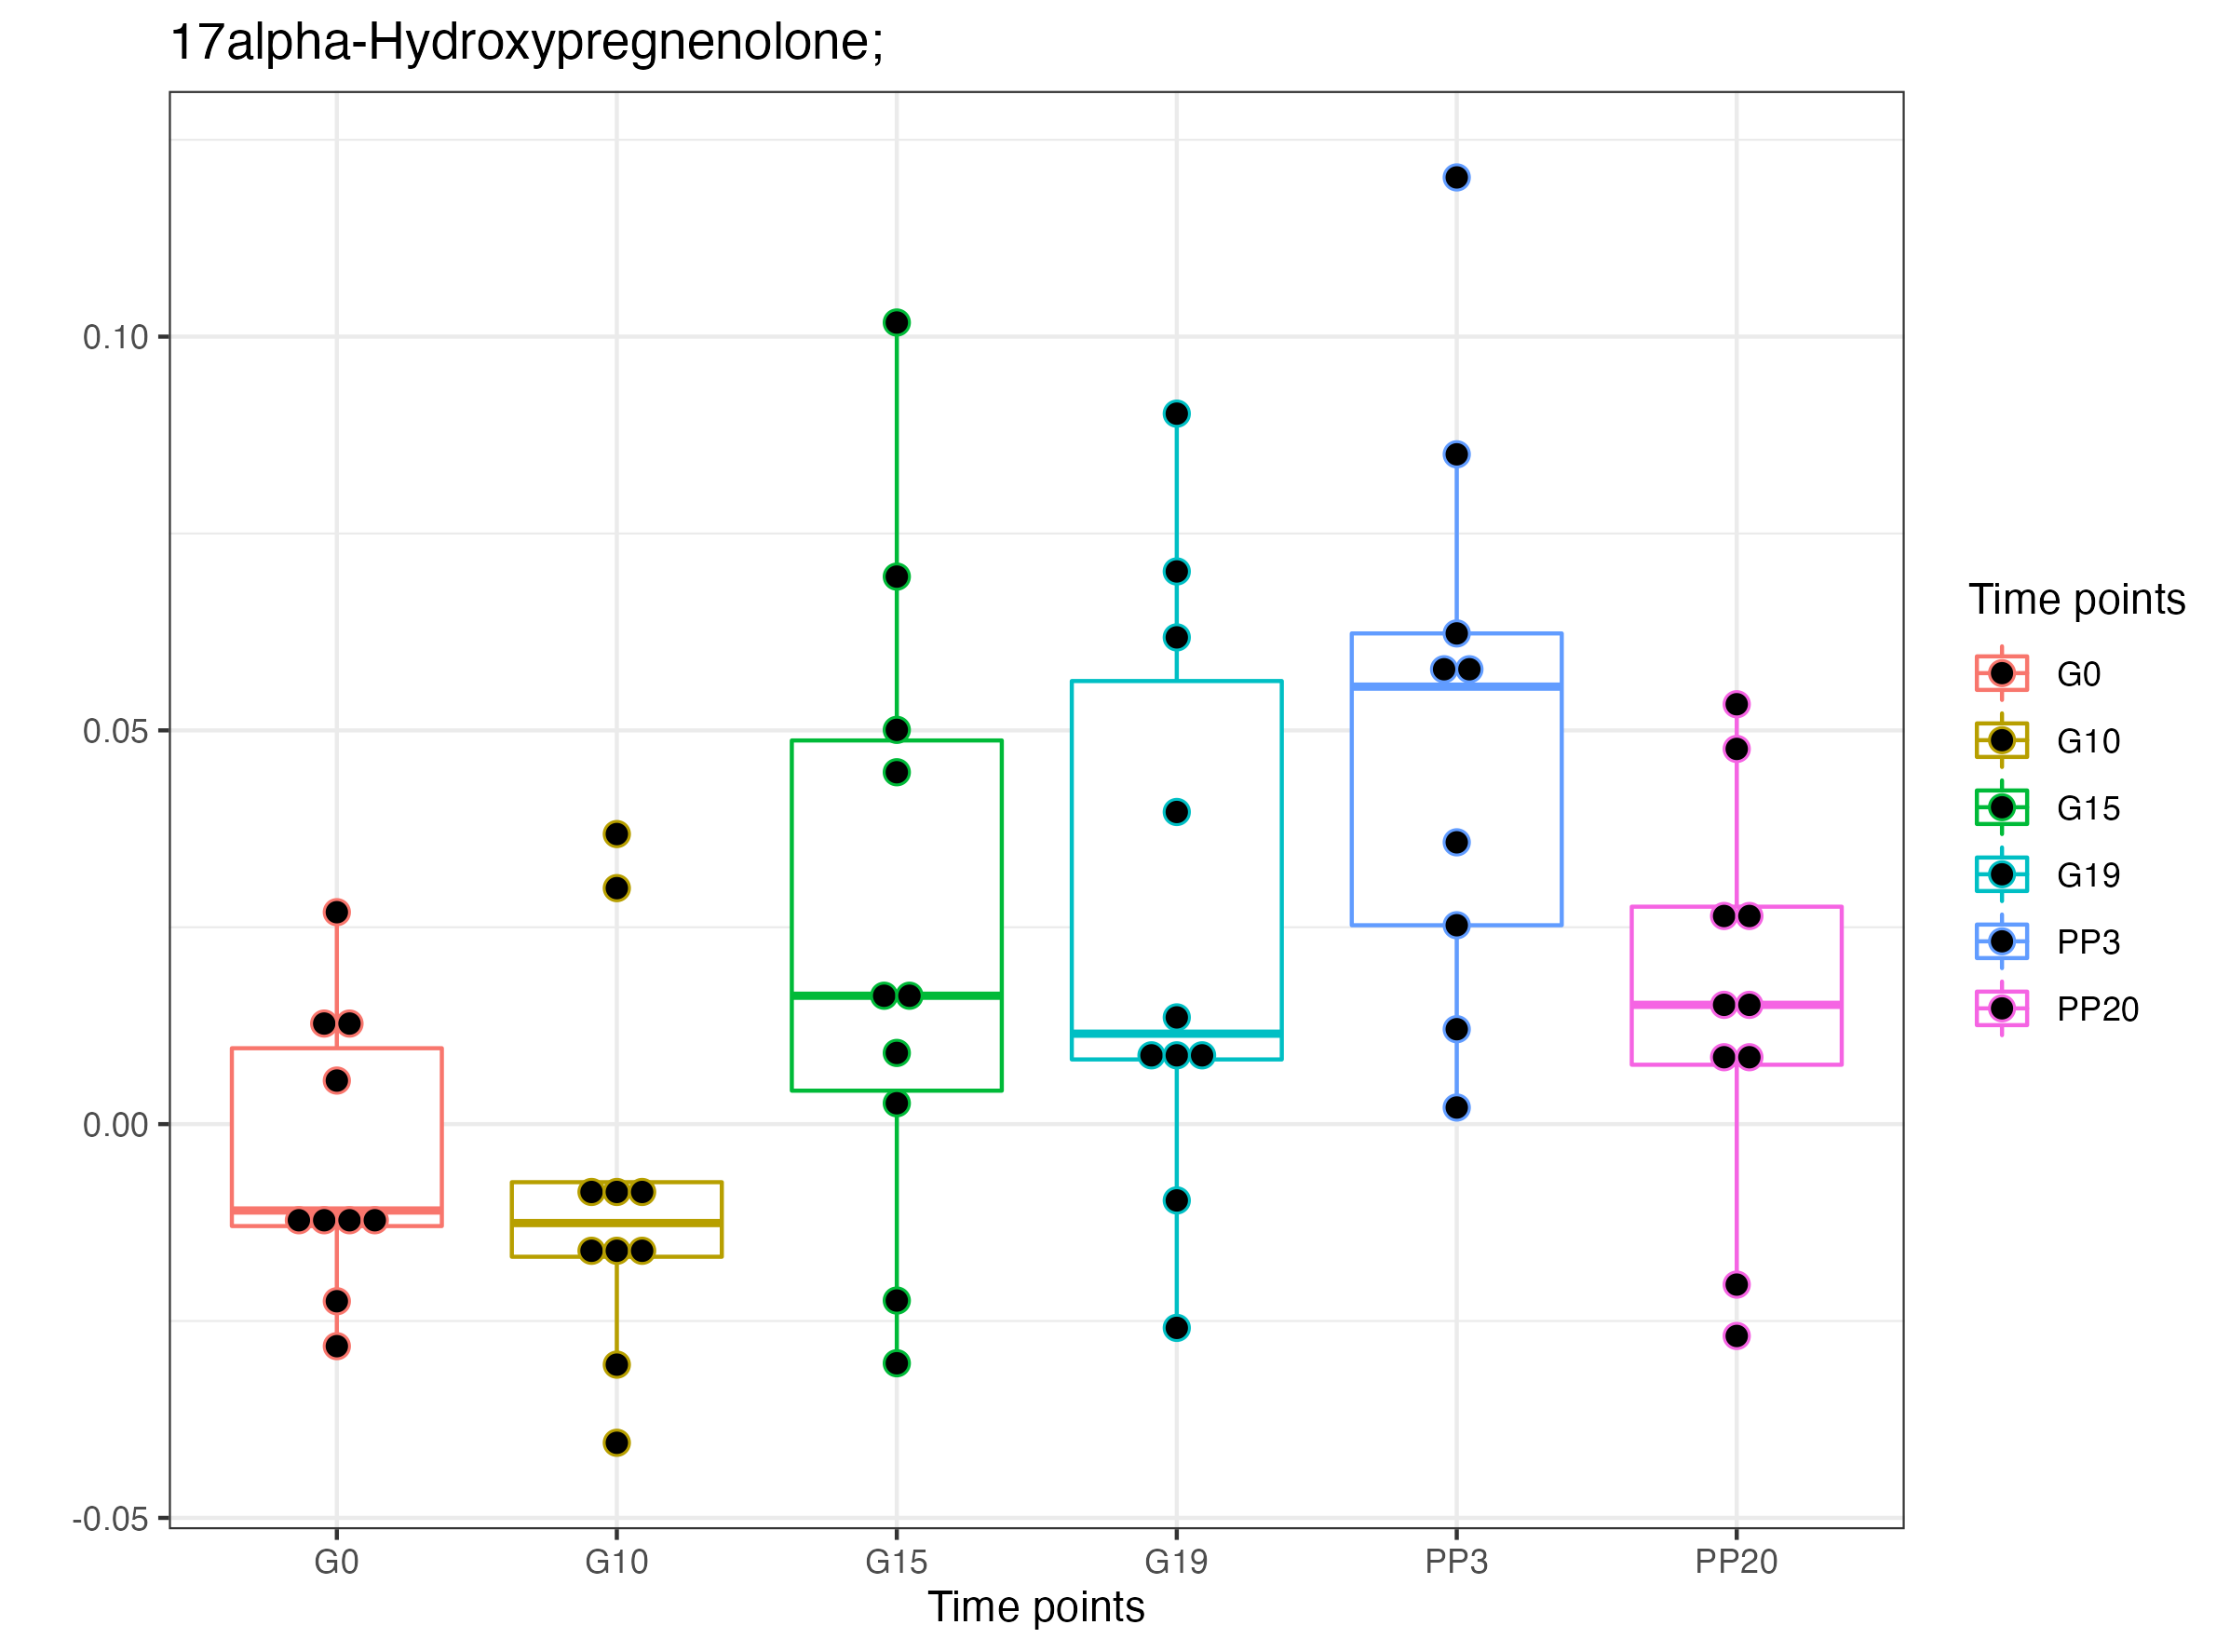 17alpha-Hydroxypregnenolone;
0.10
0.05
0.00
-0.05
G0 G10 G15 G19 PP3 PP20
Time points
Time points
G0
G10
G15
G19
PP3
PP20